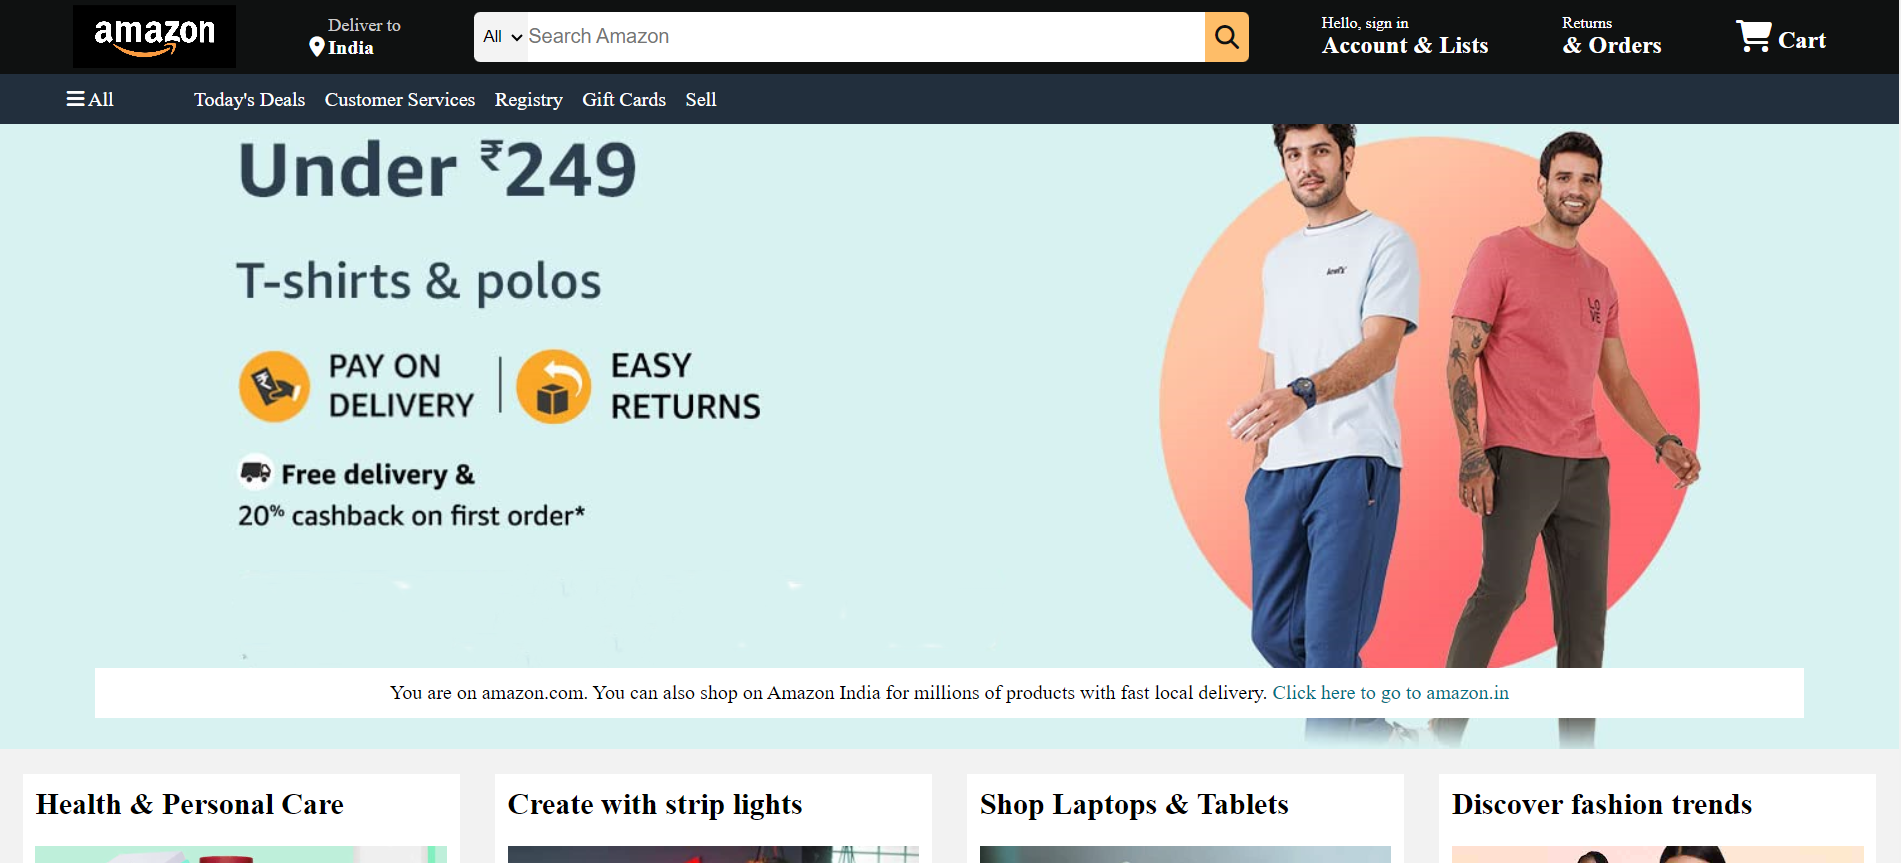 amazon
Deliver to
India
All
Search Amazon
Hello, sign in
Account & Lists
Returns
& Orders
Cart
All
Today's Deals
Customer Services
Registry
Gift Cards
Sell
Under ₹249
T-shirts & polos
PAY ON
DELIVERY
EASY
RETURNS
Free delivery &
20% cashback on first order*
LO
VE
You are on amazon.com. You can also shop on Amazon India for millions of products with fast local delivery. Click here to go to amazon.in
Health & Personal Care
Create with strip lights
Shop Laptops & Tablets
Discover fashion trends